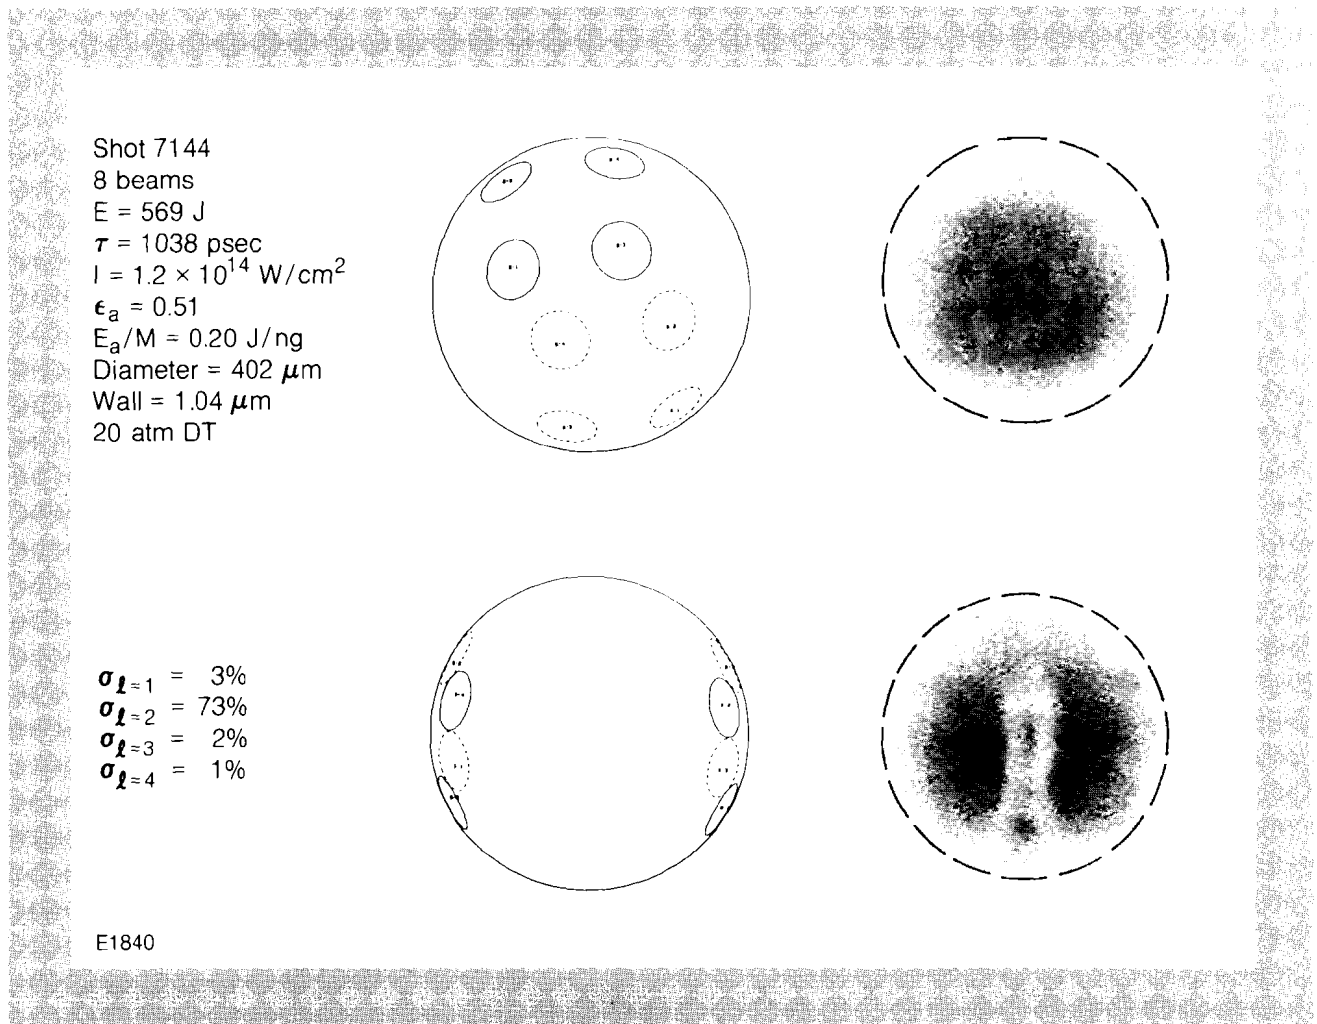 Shot 7144
8 beams
E = 569 J
τ = 1038 psec
I = 1.2 × 10¹⁴ W/cm²
ϵₐ = 0.51
Eₐ/M = 0.20 J/ng
Diameter = 402 μm
Wall = 1.04 μm
20 atm DT
σℓ=1 = 3%
σℓ=2 = 73%
σℓ=3 = 2%
σℓ=4 = 1%
E1840